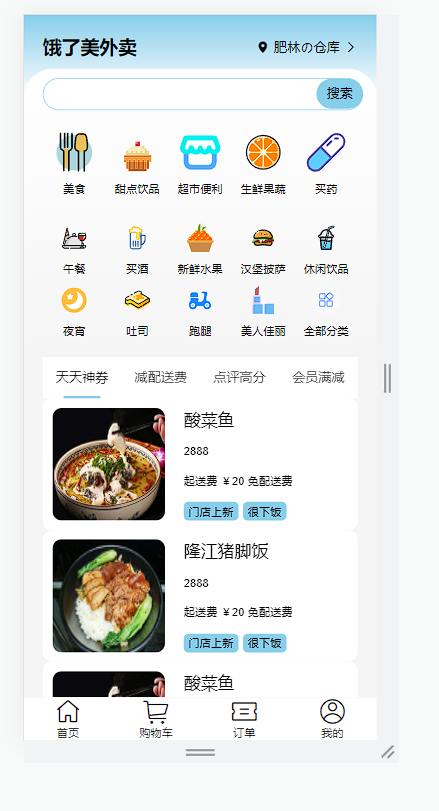 饿了美外卖 肥林の仓库
搜索
美食 甜点饮品 超市便利 生鲜果蔬 买药
午餐 买酒 新鲜水果 汉堡披萨 休闲饮品
夜宵 吐司 跑腿 美人佳丽 全部分类
天天神券 减配送费 点评高分 会员满减
酸菜鱼
2888
起送费 ￥20 免配送费
门店上新 很下饭
隆江猪脚饭
2888
起送费 ￥20 免配送费
门店上新 很下饭
酸菜鱼
首页 购物车 订单 我的